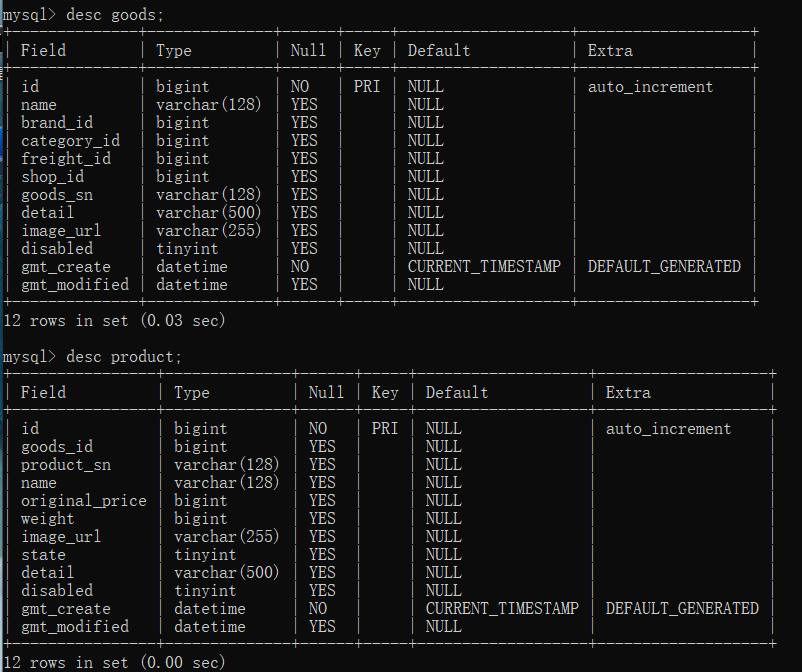 mysql> desc goods;
+--------------+--------------+------+-----+-------------------+-------------------+
| Field        | Type         | Null | Key | Default           | Extra             |
+--------------+--------------+------+-----+-------------------+-------------------+
| id           | bigint       | NO   | PRI | NULL              | auto_increment    |
| name         | varchar(128) | YES  |     | NULL              |                   |
| brand_id     | bigint       | YES  |     | NULL              |                   |
| category_id  | bigint       | YES  |     | NULL              |                   |
| freight_id   | bigint       | YES  |     | NULL              |                   |
| shop_id      | bigint       | YES  |     | NULL              |                   |
| goods_sn     | varchar(128) | YES  |     | NULL              |                   |
| detail       | varchar(500) | YES  |     | NULL              |                   |
| image_url    | varchar(255) | YES  |     | NULL              |                   |
| disabled     | tinyint      | YES  |     | NULL              |                   |
| gmt_create   | datetime     | NO   |     | CURRENT_TIMESTAMP | DEFAULT_GENERATED |
| gmt_modified | datetime     | YES  |     | NULL              |                   |
+--------------+--------------+------+-----+-------------------+-------------------+
12 rows in set (0.03 sec)
mysql> desc product;
+----------------+--------------+------+-----+-------------------+-------------------+
| Field          | Type         | Null | Key | Default           | Extra             |
+----------------+--------------+------+-----+-------------------+-------------------+
| id             | bigint       | NO   | PRI | NULL              | auto_increment    |
| goods_id       | bigint       | YES  |     | NULL              |                   |
| product_sn     | varchar(128) | YES  |     | NULL              |                   |
| name           | varchar(128) | YES  |     | NULL              |                   |
| original_price | bigint       | YES  |     | NULL              |                   |
| weight         | bigint       | YES  |     | NULL              |                   |
| image_url      | varchar(255) | YES  |     | NULL              |                   |
| state          | tinyint      | YES  |     | NULL              |                   |
| detail         | varchar(500) | YES  |     | NULL              |                   |
| disabled       | tinyint      | YES  |     | NULL              |                   |
| gmt_create     | datetime     | NO   |     | CURRENT_TIMESTAMP | DEFAULT_GENERATED |
| gmt_modified   | datetime     | YES  |     | NULL              |                   |
+----------------+--------------+------+-----+-------------------+-------------------+
12 rows in set (0.00 sec)